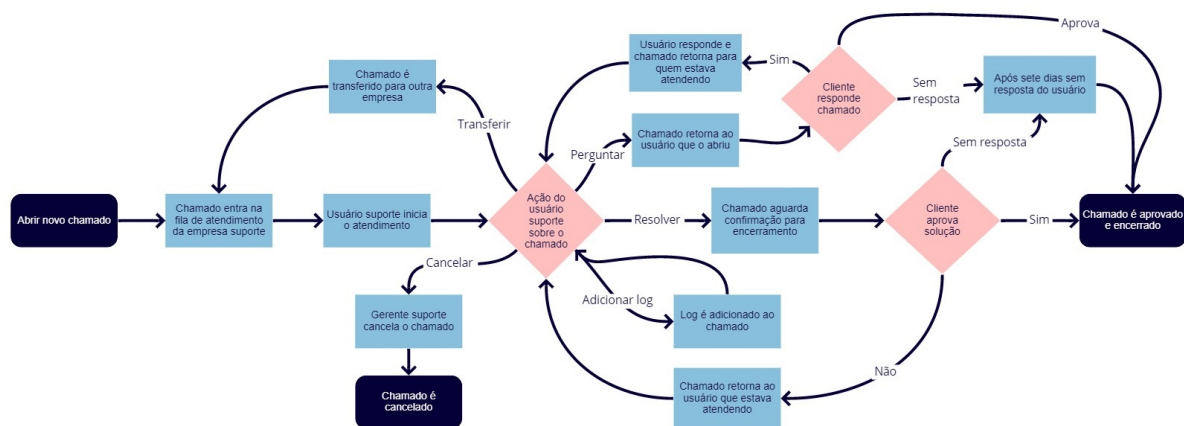 Aprova
Usuário responde e
chamado retorna para
quem estava
atendendo
Sim
Cliente
responde
chamado
Sem
resposta
Após sete dias sem
resposta do usuário
Chamado é
transferido para outra
empresa
Transferir
Perguntar
Chamado retorna ao
usuário que o abriu
Sem resposta
Abrir novo chamado
Chamado entra na
fila de atendimento
da empresa suporte
Usuário suporte inicia
o atendimento
Ação do
usuário
suporte
sobre o
chamado
Resolver
Chamado aguarda
confirmação para
encerramento
Cliente
aprova
solução
Sim
Chamado é aprovado
e encerrado
Cancelar
Gerente suporte
cancela o chamado
Chamado é
cancelado
Adicionar log
Log é adicionado ao
chamado
Não
Chamado retorna ao
usuário que estava
atendendo